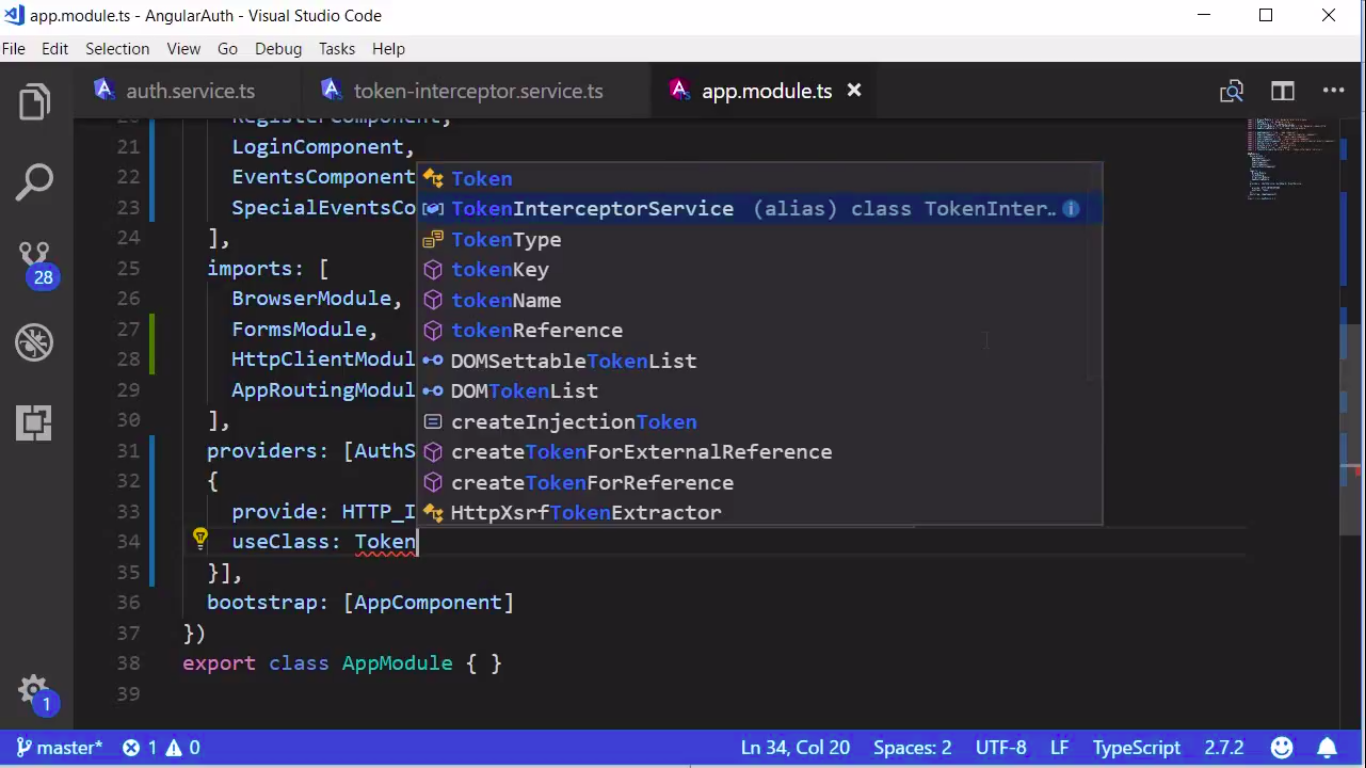 app.module.ts - AngularAuth - Visual Studio Code
File Edit Selection View Go Debug Tasks Help
auth.service.ts token-interceptor.service.ts app.module.ts
RegisterComponent,
21 LoginComponent,
22 EventsComponent
23 SpecialEventsCo
24 ],
25 imports: [
26 BrowserModule,
27 FormsModule,
28 HttpClientModul
29 AppRoutingModul
30 ],
31 providers: [AuthS
32 {
33 provide: HTTP_I
34 useClass: Token
35 }],
36 bootstrap: [AppComponent]
37 })
38 export class AppModule { }
39
Token
TokenInterceptorService (alias) class TokenInter..
TokenType
tokenKey
tokenName
tokenReference
DOMSettableTokenList
DOMTokenList
createInjectionToken
createTokenForExternalReference
createTokenForReference
HttpXsrfTokenExtractor
28
1
master* 1 0 Ln 34, Col 20 Spaces: 2 UTF-8 LF TypeScript 2.7.2